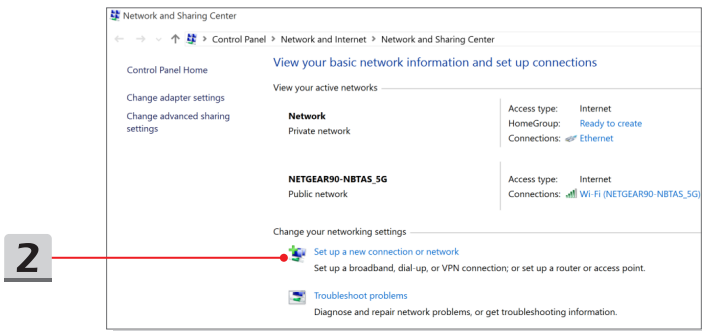 Network and Sharing Center
Control Panel > Network and Internet > Network and Sharing Center
Control Panel Home
Change adapter settings
Change advanced sharing
settings
View your basic network information and set up connections
View your active networks
Network
Private network
Access type: Internet
HomeGroup: Ready to create
Connections: Ethernet
NETGEAR90-NBTAS_5G
Public network
Access type: Internet
Connections: Wi-Fi (NETGEAR90-NBTAS_5G)
Change your networking settings
2
Set up a new connection or network
Set up a broadband, dial-up, or VPN connection; or set up a router or access point.
Troubleshoot problems
Diagnose and repair network problems, or get troubleshooting information.